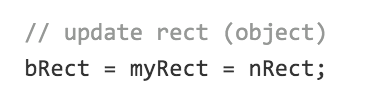 // update rect (object)
bRect = myRect = nRect;